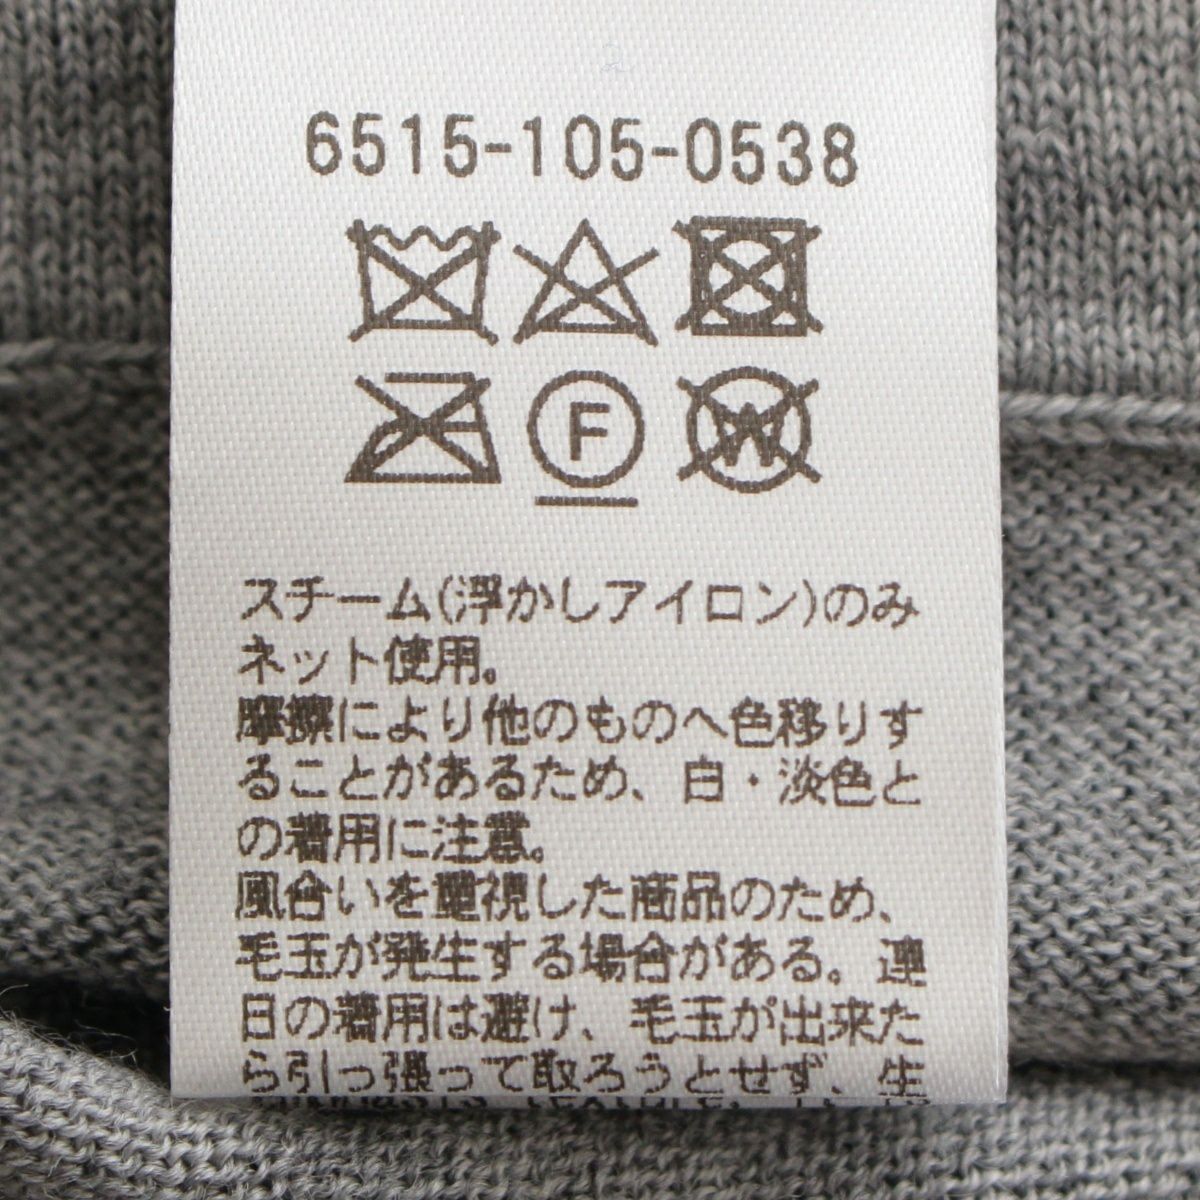 6515-105-0538
F
W
スチーム(浮かしアイロン)のみ
ネット使用。
摩擦により他のものへ色移りす
ることがあるため、白・淡色と
の着用に注意。
風合いを重視した商品のため、
毛玉が発生する場合がある。連
日の着用は避け、毛玉が出来た
ら引っ張って取ろうとせず、生